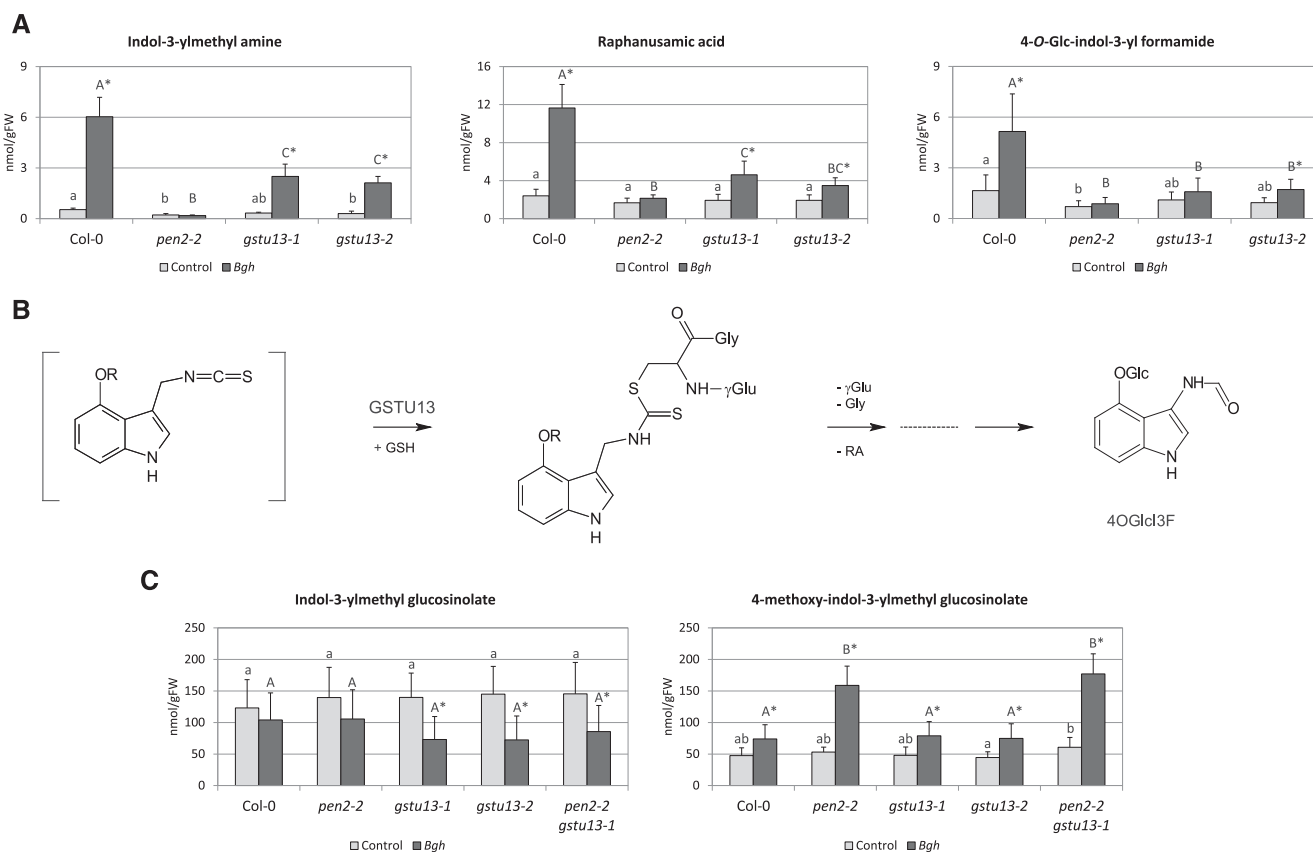 A
Indol-3-ylmethyl amine
nmol/gFW
9
6
3
0
a
A*
b
B
ab
C*
b
C*
Col-0
pen2-2
gstu13-1
gstu13-2
Control
Bgh
Raphanusamic acid
nmol/gFW
16
12
8
4
0
a
A*
a
B
a
C*
a
BC*
Col-0
pen2-2
gstu13-1
gstu13-2
Control
Bgh
4-O-Glc-indol-3-yl formamide
nmol/gFW
9
6
3
0
a
A*
b
B
ab
B
ab
B*
Col-0
pen2-2
gstu13-1
gstu13-2
Control
Bgh
B
OR
N=C=S
N
H
GSTU13
+ GSH
O
Gly
NH
γGlu
S
S
NH
OR
N
H
- γGlu
- Gly
- RA
OGlc
NH
O
N
H
4OGlcI3F
C
Indol-3-ylmethyl glucosinolate
nmol/gFW
250
200
150
100
50
0
a
A
a
A
a
A*
a
A*
a
A*
Col-0
pen2-2
gstu13-1
gstu13-2
pen2-2
gstu13-1
Control
Bgh
4-methoxy-indol-3-ylmethyl glucosinolate
nmol/gFW
250
200
150
100
50
0
ab
A*
ab
B*
ab
A*
a
A*
b
B*
Col-0
pen2-2
gstu13-1
gstu13-2
pen2-2
gstu13-1
Control
Bgh